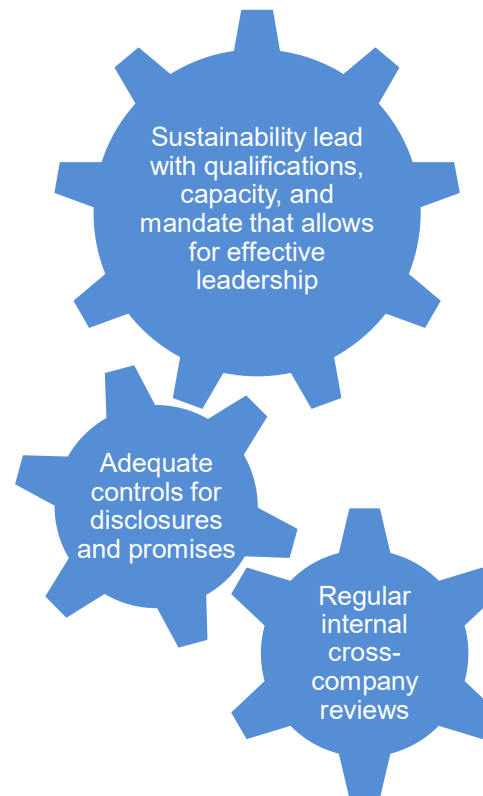 Sustainability lead
with qualifications,
capacity, and
mandate that allows
for effective
leadership
Adequate
controls for
disclosures
and promises
Regular
internal
cross-
company
reviews